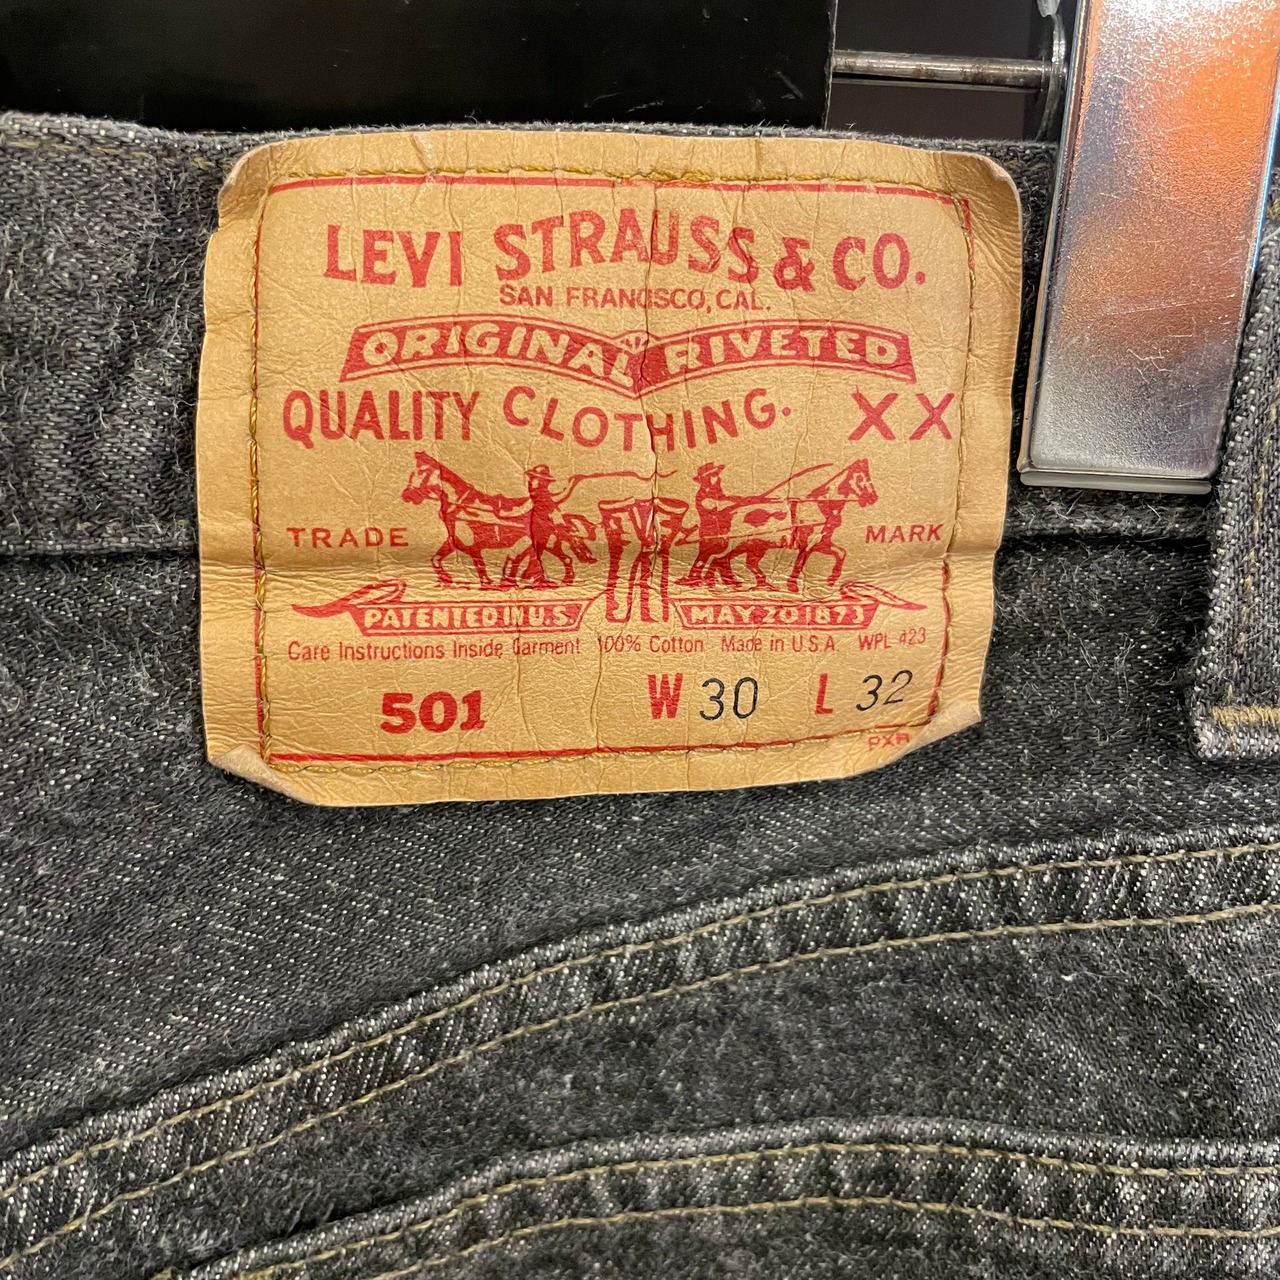 LEVI STRAUSS & CO.
SAN FRANCISCO, CAL.
ORIGINAL RIVETED
QUALITY CLOTHING. XX
TRADE MARK
PATENTED IN U.S. MAY 20 1873
Care Instructions Inside Garment 100% Cotton Made in U.S.A. WPL 423
501 W 30 L 32